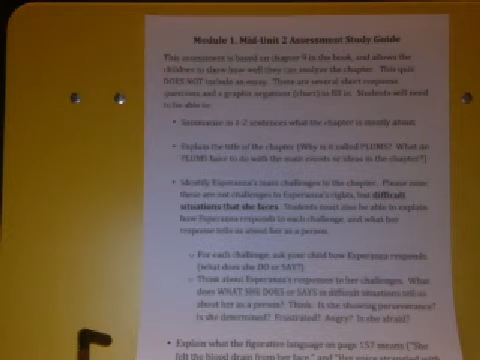 Module 1, Mid-Unit 2 Assessment Study Guide
This assessment is based on chapter 9 in the book, and allows the
children to show how well they can analyze the chapter. This quiz
DOES NOT include an essay. There are several short response
questions and a graphic organizer (chart) to fill in. Students will need
to be able to:
• Summarize in 1-2 sentences what the chapter is mostly about.
• Explain the title of the chapter (Why is it called PLUMS? What do
PLUMS have to do with the main events or ideas in the chapter?)
• Identify Esperanza's main challenges in the chapter. Please note:
these are not challenges to Esperanza's rights, but difficult
situations that she faces. Students must also be able to explain
how Esperanza responds to each challenge, and what her
response tells us about her as a person.
o For each challenge, ask your child how Esperanza responds
(what does she DO or SAY?)
o Think about Esperanza's responses to her challenges. What
does WHAT SHE DOES or SAYS in difficult situations tell us
about her as a person? Think. Is she showing perseverance?
Is she determined? Frustrated? Angry? Is she afraid?
• Explain what the figurative language on page 157 means ("She
felt the blood drain from her face," and "Her voice